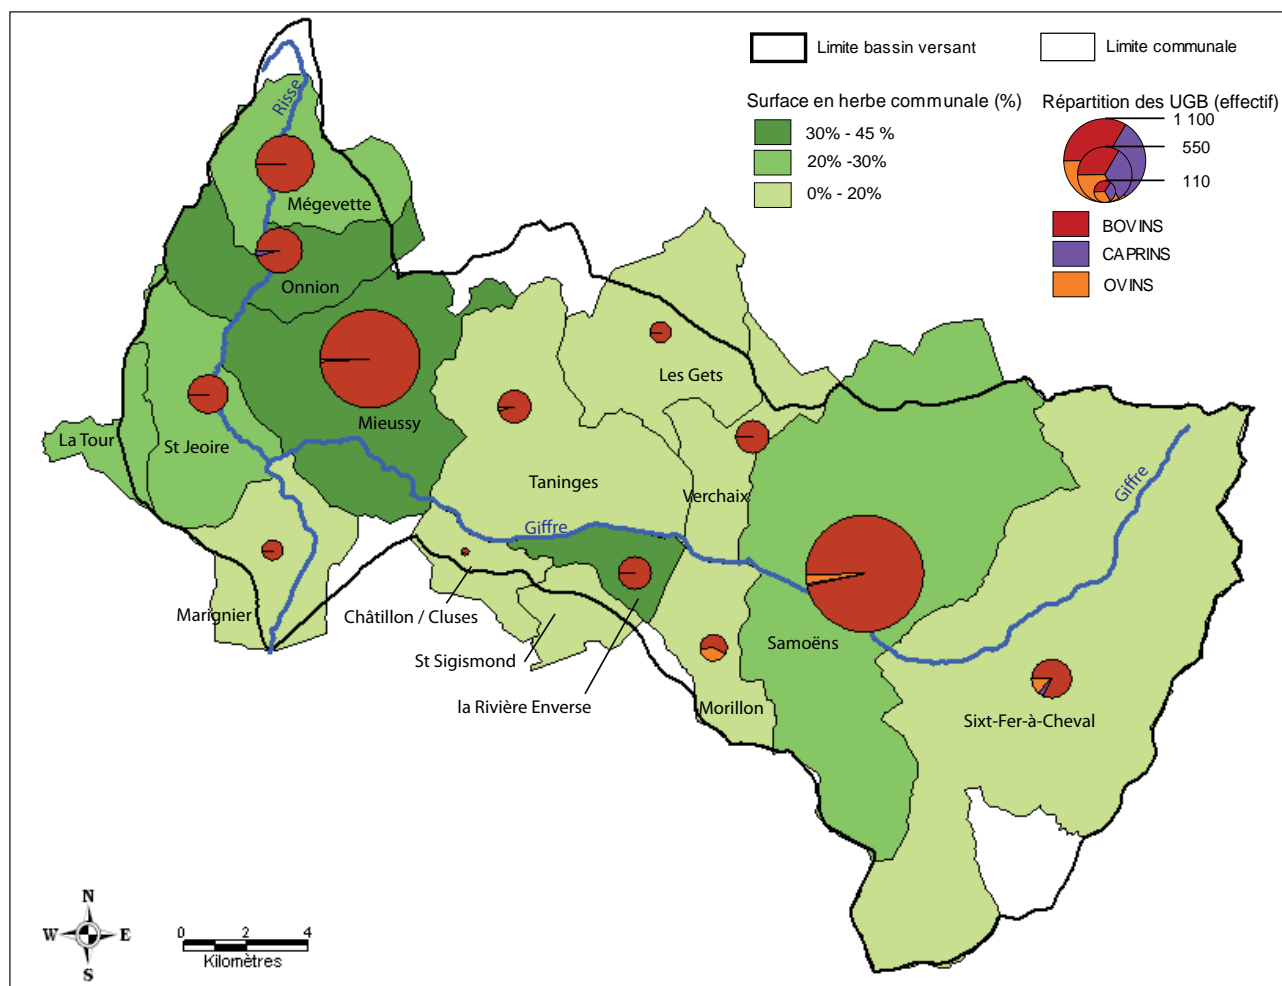 Limite bassin versant
Limite communale
Surface en herbe communale (%)
30% - 45 %
20% -30%
0% - 20%
Répartition des UGB (effectif)
1 100
550
110
BOVINS
CAPRINS
OVINS
Risse
Mégevette
Onnion
Mieussy
Les Gets
La Tour
St Jeoire
Taninges
Verchaix
Giffre
Giffre
Marignier
Châtillon / Cluses
St Sigismond
la Rivière Enverse
Samoëns
Morillon
Sixt-Fer-à-Cheval
N
W
E
S
0 2 4
Kilomètres